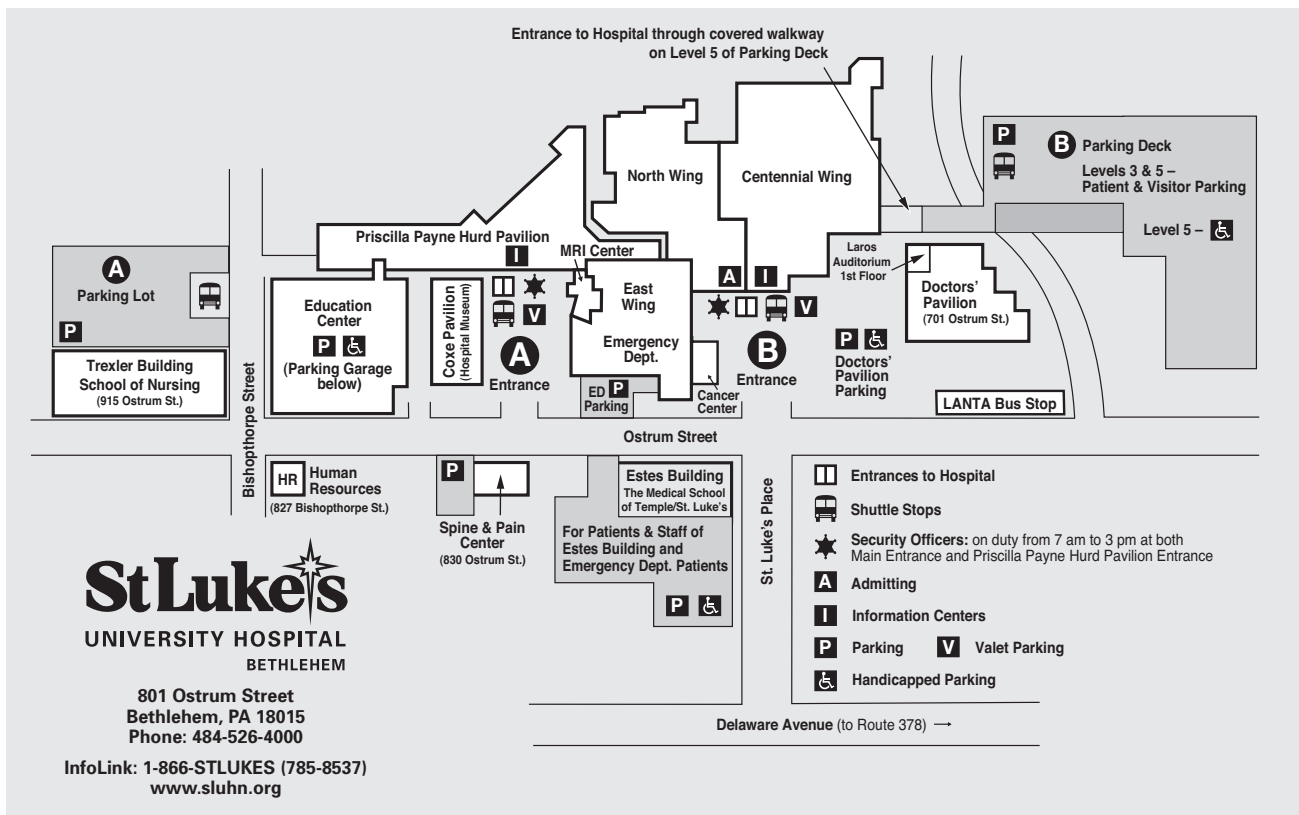 Entrance to Hospital through covered walkway
on Level 5 of Parking Deck
P
B
Parking Deck
Levels 3 & 5 –
Patient & Visitor Parking
Level 5 –
North Wing
Centennial Wing
Priscilla Payne Hurd Pavilion
I
MRI Center
A
I
Laros
Auditorium
1st Floor
Doctors’
Pavilion
(701 Ostrum St.)
A
Parking Lot
P
Trexler Building
School of Nursing
(915 Ostrum St.)
Bishopthorpe Street
Education
Center
P
(Parking Garage
below)
Coxe Pavilion
(Hospital Museum)
V
A
Entrance
East
Wing
Emergency
Dept.
ED P
Parking
Cancer
Center
V
B
Entrance
P
Doctors’
Pavilion
Parking
LANTA Bus Stop
Ostrum Street
HR
Human
Resources
(827 Bishopthorpe St.)
P
Spine & Pain
Center
(830 Ostrum St.)
Estes Building
The Medical School
of Temple/St. Luke’s
For Patients & Staff of
Estes Building and
Emergency Dept. Patients
P
St. Luke’s Place
Entrances to Hospital
Shuttle Stops
Security Officers: on duty from 7 am to 3 pm at both
Main Entrance and Priscilla Payne Hurd Pavilion Entrance
A Admitting
I Information Centers
P Parking V Valet Parking
Handicapped Parking
Delaware Avenue (to Route 378)
StLuke’s
UNIVERSITY HOSPITAL
BETHLEHEM
801 Ostrum Street
Bethlehem, PA 18015
Phone: 484-526-4000
InfoLink: 1-866-STLUKES (785-8537)
www.sluhn.org